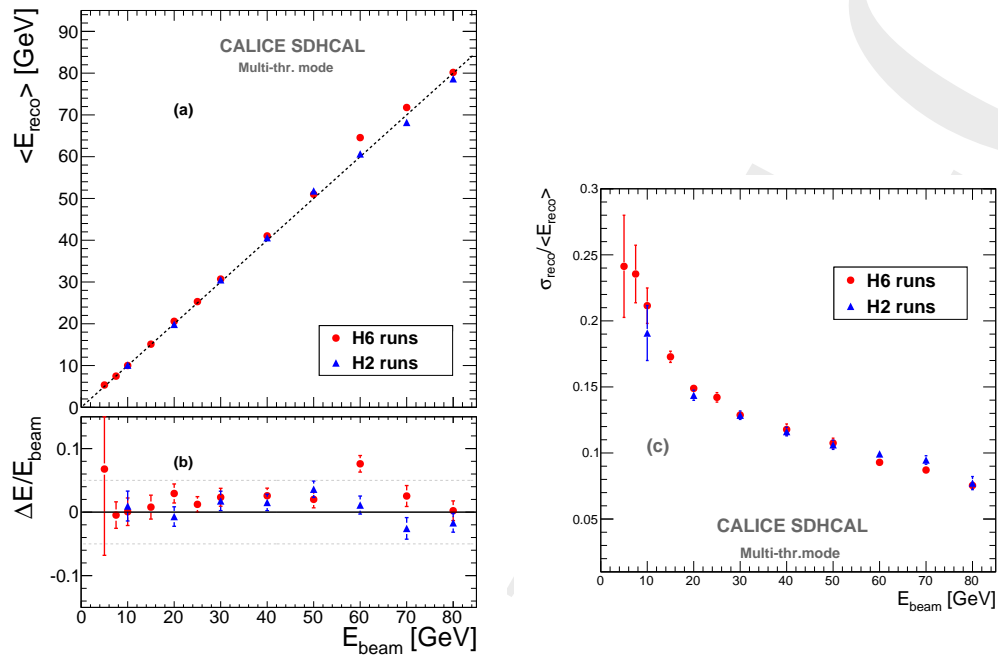 <E_reco> [GeV]
90
80
70
60
50
40
30
20
10
0
CALICE SDHCAL
Multi-thr. mode
(a)
H6 runs
H2 runs
ΔE/E_beam
0.1
0
-0.1
(b)
0 10 20 30 40 50 60 70 80
E_beam [GeV]
σ_reco/<E_reco>
0.3
0.25
0.2
0.15
0.1
0.05
H6 runs
H2 runs
(c)
CALICE SDHCAL
Multi-thr.mode
0 10 20 30 40 50 60 70 80
E_beam [GeV]